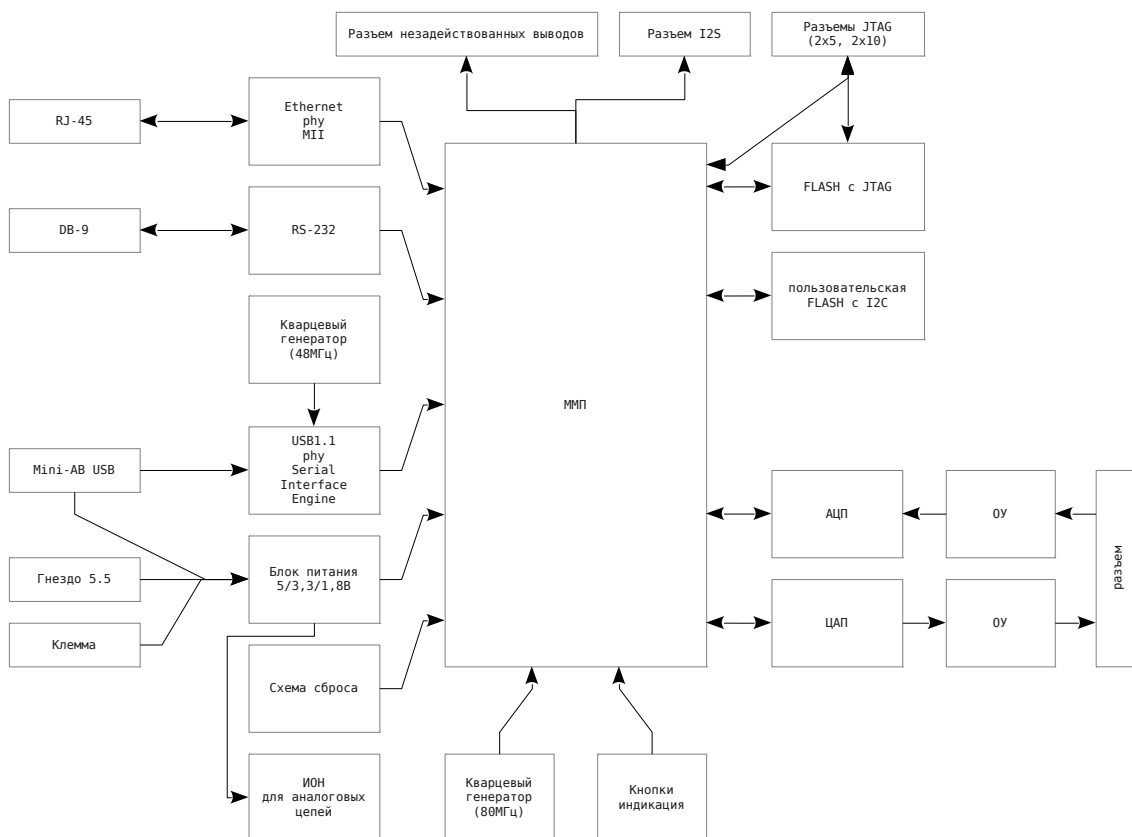 Разъем незадействованных выводов
Разъем I2S
Разъемы JTAG
(2x5, 2x10)
RJ-45
Ethernet
phy
MII
FLASH с JTAG
DB-9
RS-232
пользовательская
FLASH с I2C
Кварцевый
генератор
(48МГц)
ММП
Mini-AB USB
USB1.1
phy
Serial
Interface
Engine
АЦП
ОУ
разъем
Гнездо 5.5
Блок питания
5/3,3/1,8В
Клемма
ЦАП
ОУ
Схема сброса
ИОН
для аналоговых
цепей
Кварцевый
генератор
(80МГц)
Кнопки
индикация